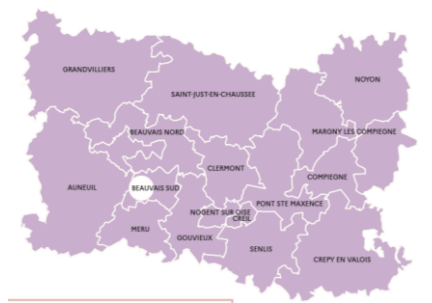 GRANDVILLIERS
NOYON
SAINT-JUST-EN-CHAUSSEE
BEAUVAIS NORD
MARGNY LES COMPIEGNE
CLERMONT
COMPIEGNE
AUNEUIL
BEAUVAIS SUD
PONT STE MAXENCE
NOGENT SUR OISE
CREIL
MERU
GOUVIEUX
SENLIS
CREPY EN VALOIS